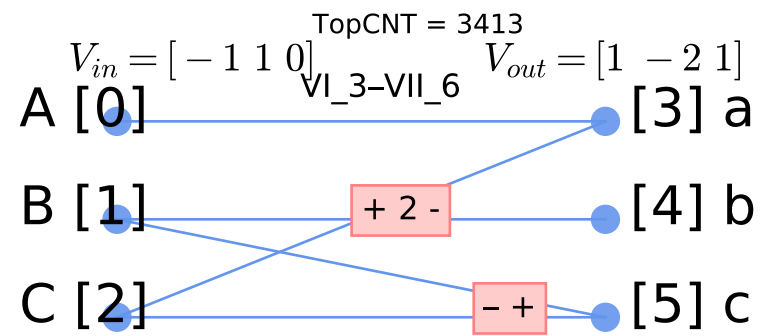 TopCNT = 3413
V_in = [ − 1 1 0] V_out = [1 − 2 1]
VI_3–VII_6
A [0] [3] a
+ 2 -
B [1] [4] b
– +
C [2] [5] c